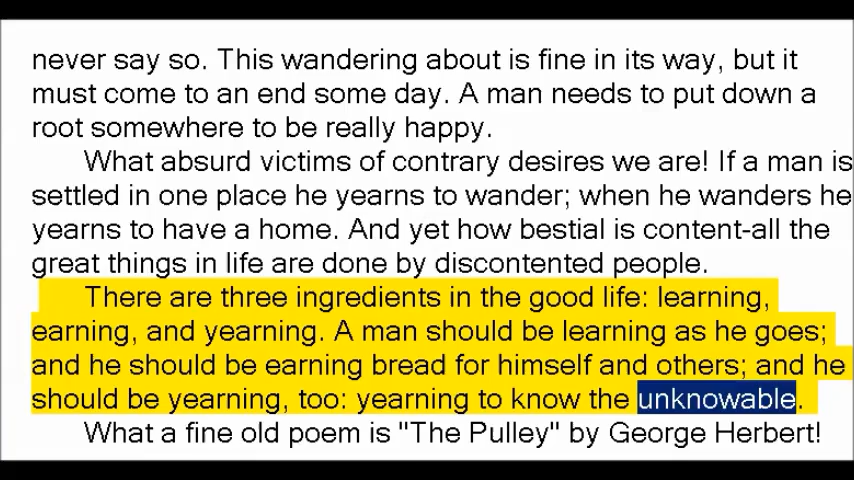 never say so. This wandering about is fine in its way, but it
must come to an end some day. A man needs to put down a
root somewhere to be really happy.
What absurd victims of contrary desires we are! If a man is
settled in one place he yearns to wander; when he wanders he
yearns to have a home. And yet how bestial is content-all the
great things in life are done by discontented people.
There are three ingredients in the good life: learning,
earning, and yearning. A man should be learning as he goes;
and he should be earning bread for himself and others; and he
should be yearning, too: yearning to know the unknowable.
What a fine old poem is "The Pulley" by George Herbert!